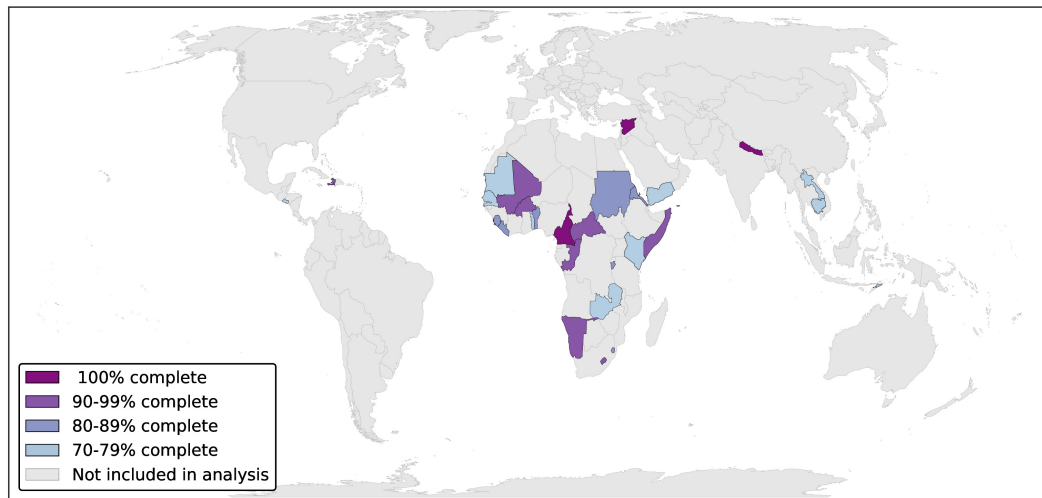 100% complete
90-99% complete
80-89% complete
70-79% complete
Not included in analysis